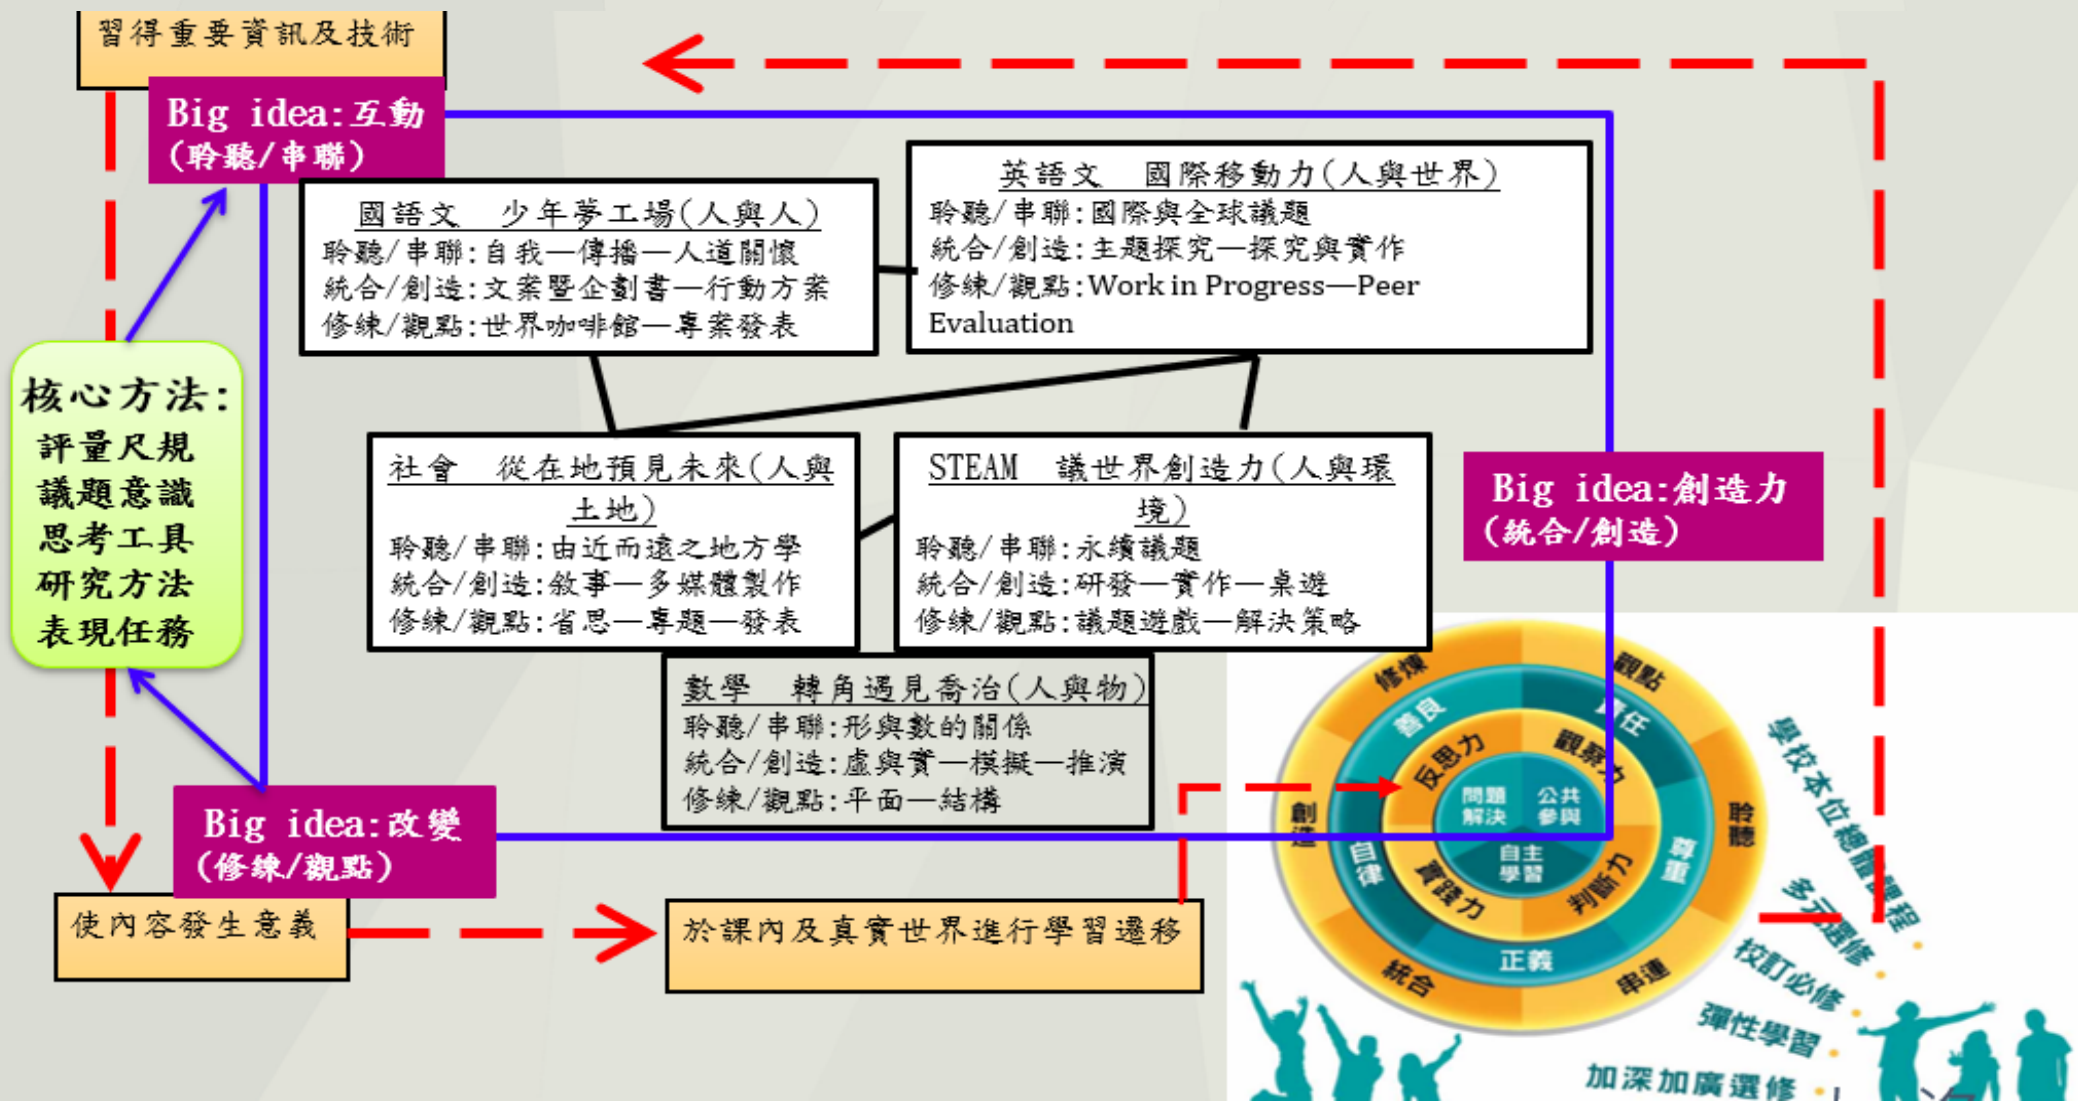 習得重要資訊及技術
Big idea:互動
(聆聽/串聯)
國語文 少年夢工場(人與人)
聆聽/串聯:自我—傳播—人道關懷
統合/創造:文案暨企劃書—行動方案
修練/觀點:世界咖啡館—專案發表
英語文 國際移動力(人與世界)
聆聽/串聯:國際與全球議題
統合/創造:主題探究—探究與實作
修練/觀點:Work in Progress—Peer
Evaluation
核心方法:
評量尺規
議題意識
思考工具
研究方法
表現任務
社會 從在地預見未來(人與
土地)
聆聽/串聯:由近而遠之地方學
統合/創造:敘事—多媒體製作
修練/觀點:省思—專題—發表
STEAM 議世界創造力(人與環
境)
聆聽/串聯:永續議題
統合/創造:研發—實作—桌遊
修練/觀點:議題遊戲—解決策略
Big idea:創造力
(統合/創造)
數學 轉角遇見喬治(人與物)
聆聽/串聯:形與數的關係
統合/創造:虛與實—模擬—推演
修練/觀點:平面—結構
Big idea:改變
(修練/觀點)
使內容發生意義
於課內及真實世界進行學習遷移
修煉
觀點
聆聽
串連
統合
創造
善良
責任
尊重
正義
自律
反思力
觀察力
判斷力
實踐力
問題
解決
公共
參與
自主
學習
學校本位總體課程
多元選修
校訂必修
彈性學習
加深加廣選修